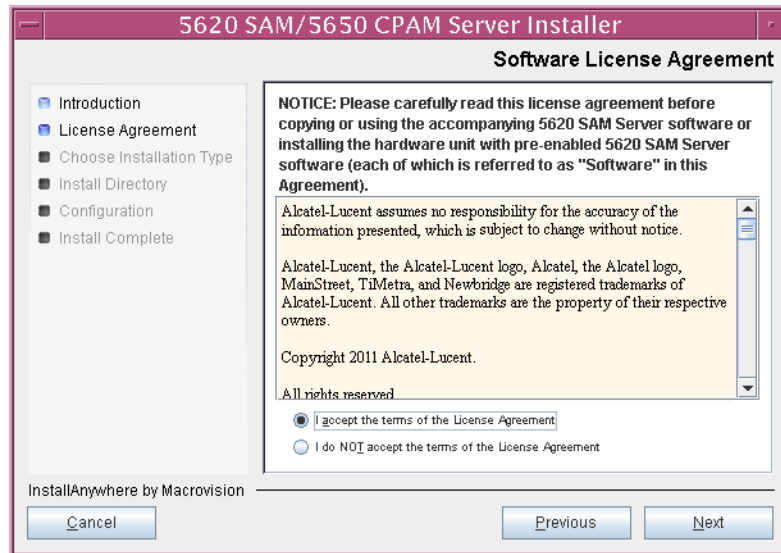 5620 SAM/5650 CPAM Server Installer
Software License Agreement
Introduction
License Agreement
Choose Installation Type
Install Directory
Configuration
Install Complete
NOTICE: Please carefully read this license agreement before
copying or using the accompanying 5620 SAM Server software or
installing the hardware unit with pre-enabled 5620 SAM Server
software (each of which is referred to as "Software" in this
Agreement).
Alcatel-Lucent assumes no responsibility for the accuracy of the
information presented, which is subject to change without notice.
Alcatel-Lucent, the Alcatel-Lucent logo, Alcatel, the Alcatel logo,
MainStreet, TiMetra, and Newbridge are registered trademarks of
Alcatel-Lucent. All other trademarks are the property of their respective
owners.
Copyright 2011 Alcatel-Lucent.
All rights reserved
I accept the terms of the License Agreement
I do NOT accept the terms of the License Agreement
InstallAnywhere by Macrovision
Cancel
Previous
Next